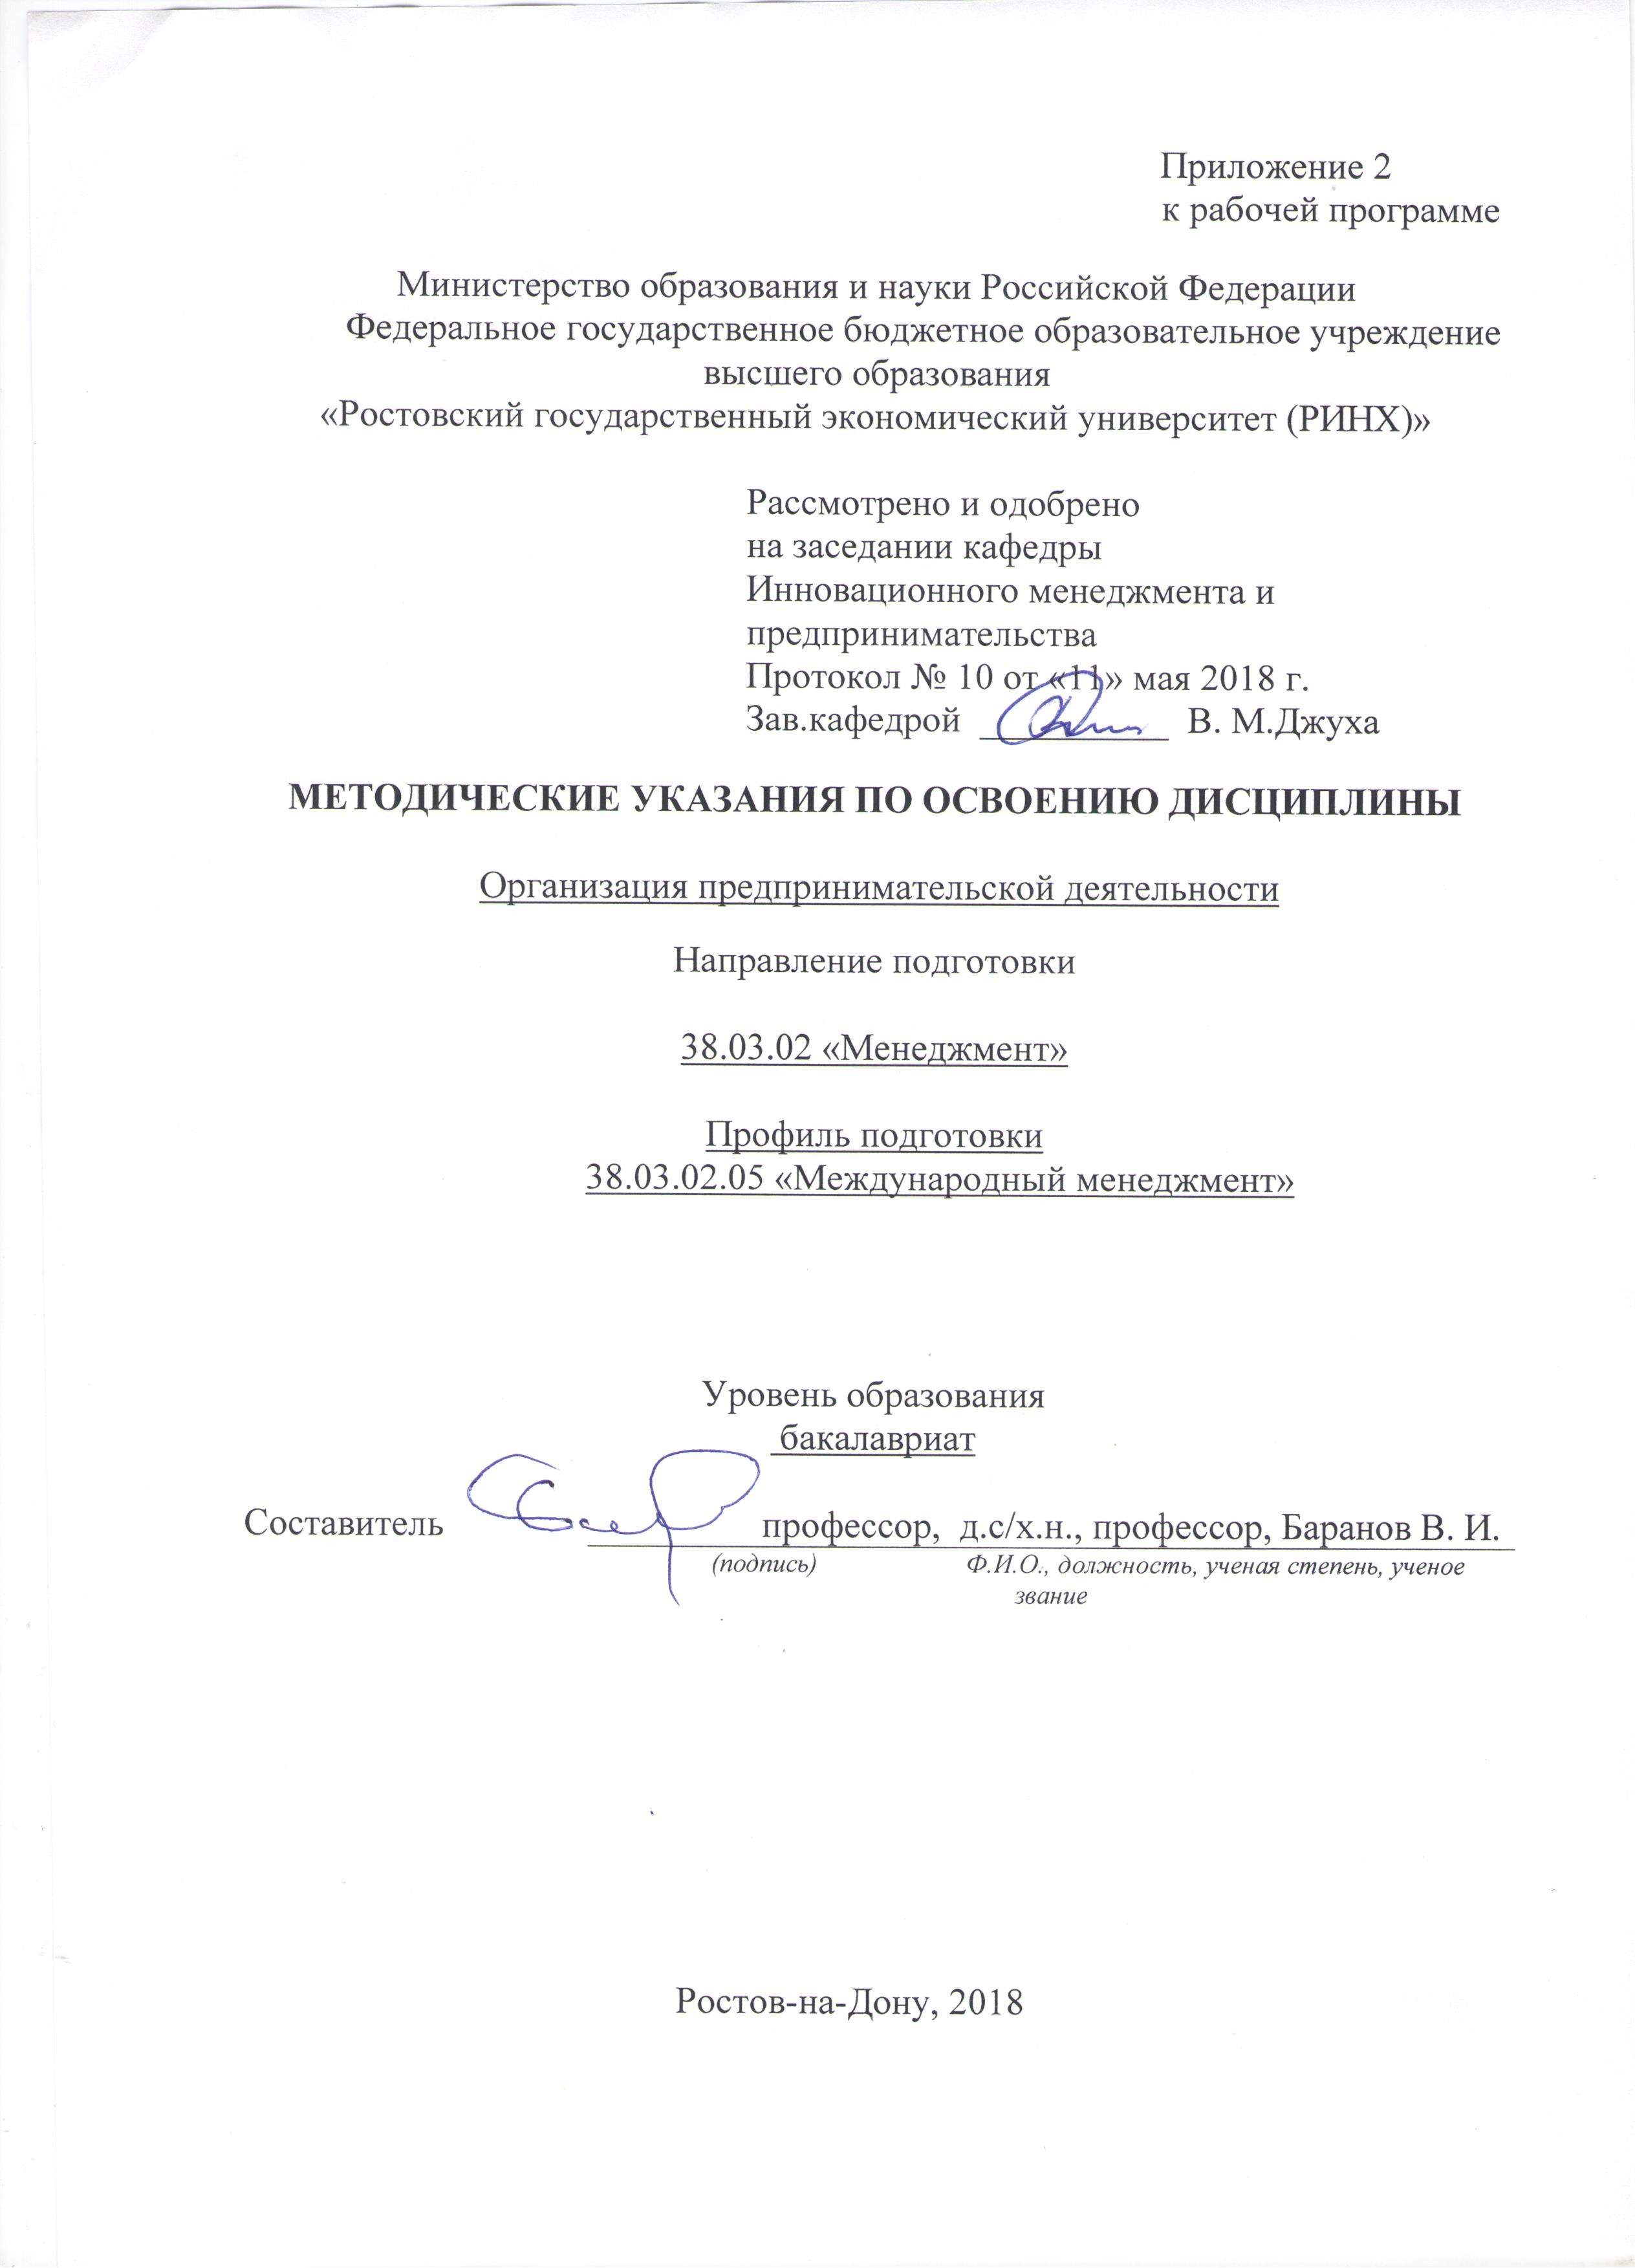 Приложение 2
к рабочей программе
Министерство образования и науки Российской Федерации
Федеральное государственное бюджетное образовательное учреждение
высшего образования
«Ростовский государственный экономический университет (РИНХ)»
Рассмотрено и одобрено
на заседании кафедры
Инновационного менеджмента и
предпринимательства
Протокол № 10 от «11» мая 2018 г.
Зав.кафедрой __________ В. М.Джуха
МЕТОДИЧЕСКИЕ УКАЗАНИЯ ПО ОСВОЕНИЮ ДИСЦИПЛИНЫ
Организация предпринимательской деятельности
Направление подготовки
38.03.02 «Менеджмент»
Профиль подготовки
38.03.02.05 «Международный менеджмент»
Уровень образования
бакалавриат
Составитель профессор, д.с/х.н., профессор, Баранов В. И.
(подпись) Ф.И.О., должность, ученая степень, ученое
звание
Ростов-на-Дону, 2018